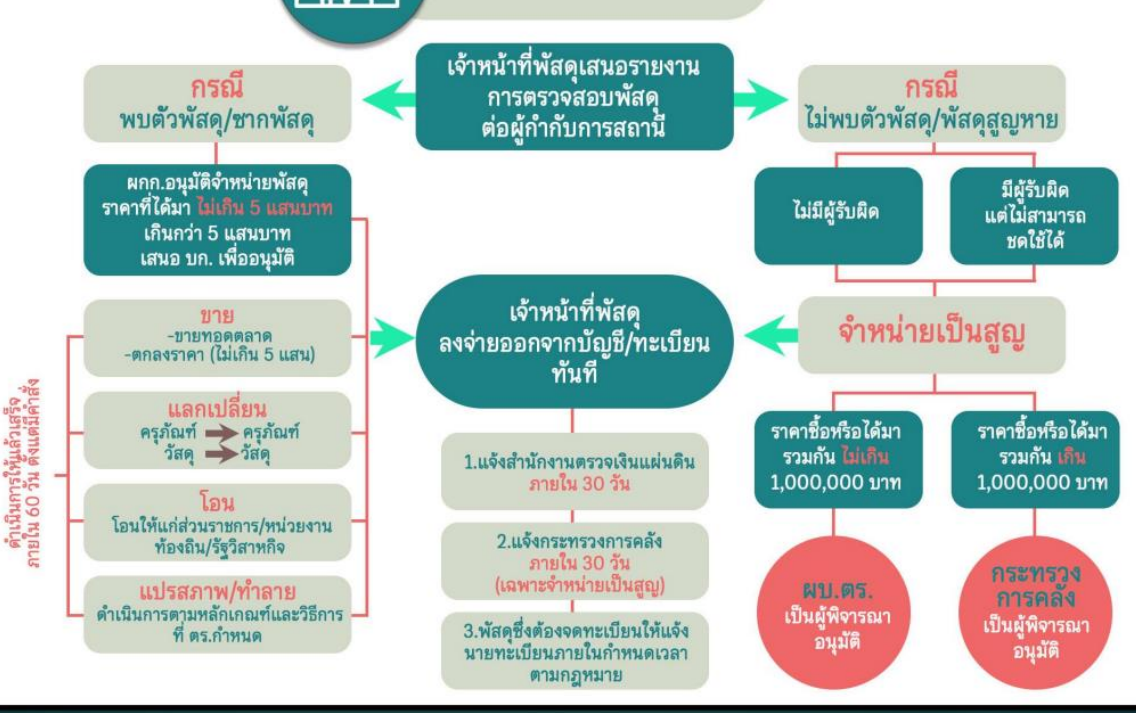 เจ้าหน้าที่พัสดุเสนอรายงาน
การตรวจสอบพัสดุ
ต่อผู้กำกับการสถานี
กรณี
พบตัวพัสดุ/ซากพัสดุ
ผกก.อนุมัติจำหน่ายพัสดุ
ราคาที่ได้มา ไม่เกิน 5 แสนบาท
เกินกว่า 5 แสนบาท
เสนอ บก. เพื่ออนุมัติ
ขาย
-ขายทอดตลาด
-ตกลงราคา (ไม่เกิน 5 แสน)
แลกเปลี่ยน
ครุภัณฑ์ ครุภัณฑ์
วัสดุ วัสดุ
โอน
โอนให้แก่ส่วนราชการ/หน่วยงาน
ท้องถิ่น/รัฐวิสาหกิจ
แปรสภาพ/ทำลาย
ดำเนินการตามหลักเกณฑ์และวิธีการ
ที่ ตร.กำหนด
ดำเนินการให้แล้วเสร็จ
ภายใน 60 วัน ตั้งแต่มีคำสั่ง
เจ้าหน้าที่พัสดุ
ลงจ่ายออกจากบัญชี/ทะเบียน
ทันที
1.แจ้งสำนักงานตรวจเงินแผ่นดิน
ภายใน 30 วัน
2.แจ้งกระทรวงการคลัง
ภายใน 30 วัน
(เฉพาะจำหน่ายเป็นสูญ)
3.พัสดุซึ่งต้องจดทะเบียนให้แจ้ง
นายทะเบียนภายในกำหนดเวลา
ตามกฎหมาย
กรณี
ไม่พบตัวพัสดุ/พัสดุสูญหาย
ไม่มีผู้รับผิด
มีผู้รับผิด
แต่ไม่สามารถ
ชดใช้ได้
จำหน่ายเป็นสูญ
ราคาซื้อหรือได้มา
รวมกัน ไม่เกิน
1,000,000 บาท
ผบ.ตร.
เป็นผู้พิจารณา
อนุมัติ
ราคาซื้อหรือได้มา
รวมกัน เกิน
1,000,000 บาท
กระทรวง
การคลัง
เป็นผู้พิจารณา
อนุมัติ